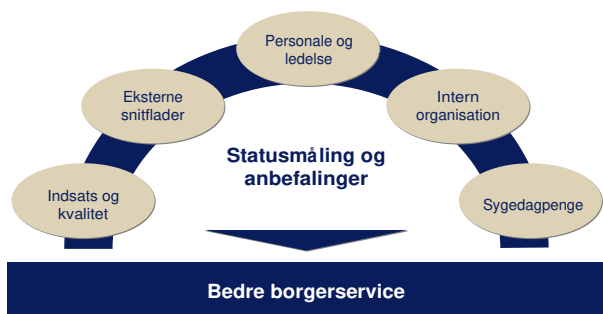 Personale og
ledelse
Eksterne
snitflader
Intern
organisation
Statusmåling og
anbefalinger
Indsats og
kvalitet
Sygedagpenge
Bedre borgerservice